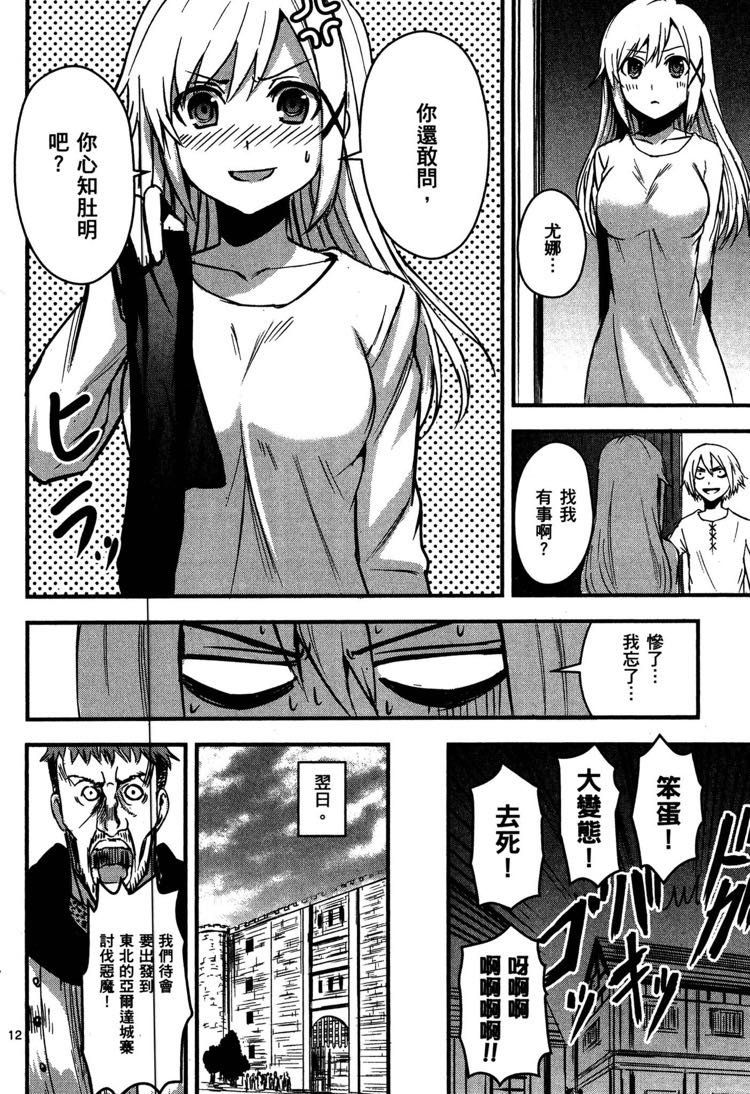 尤娜…
找我
有事啊？
你還敢問，
你心知肚明
吧？
ヒラッ
慘了…
我忘了…
笨蛋！
大變態！
去死！
ドガ
バキ
ゴッ
呀啊啊
啊啊啊啊!!
翌日。
我們待會
要出發到
東北的亞爾達城寨
討伐惡魔！
12